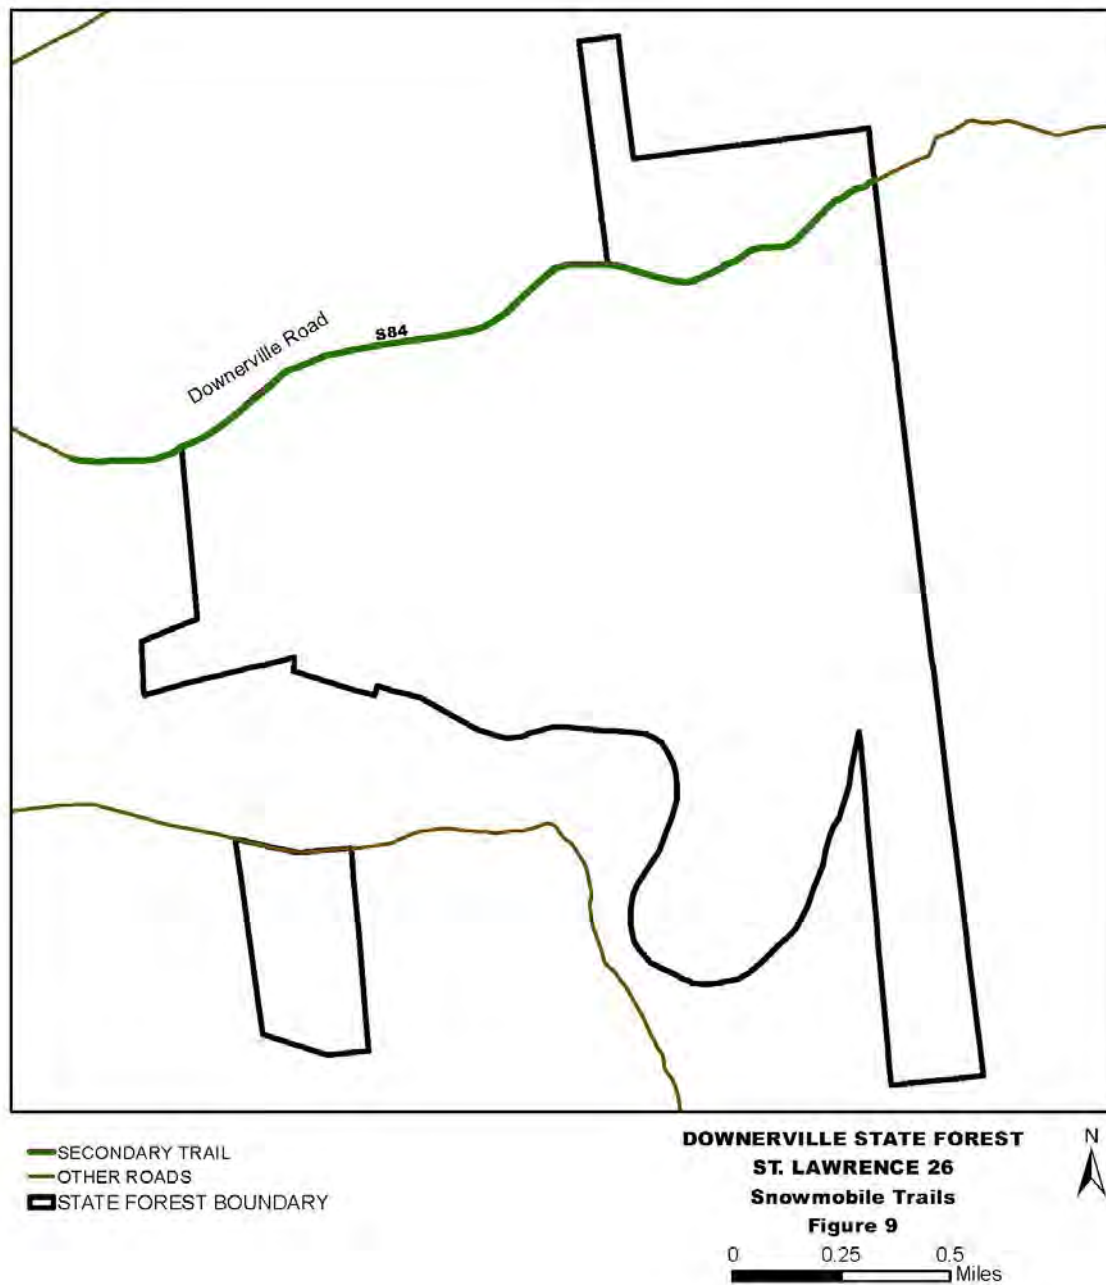 S84
Downerville Road
SECONDARY TRAIL
OTHER ROADS
STATE FOREST BOUNDARY
DOWNERVILLE STATE FOREST
ST. LAWRENCE 26
Snowmobile Trails
Figure 9
N
0 0.25 0.5
Miles